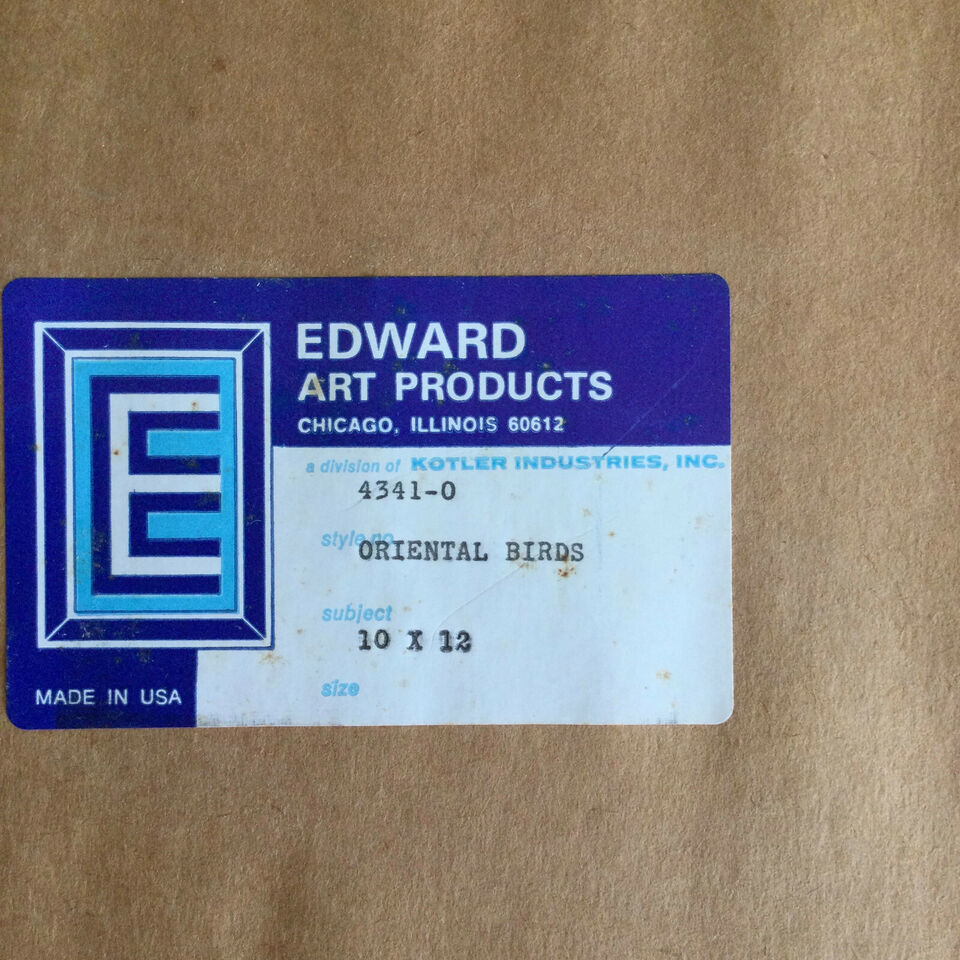 EDWARD
ART PRODUCTS
CHICAGO, ILLINOIS 60612
a division of KOTLER INDUSTRIES, INC.
4341-0
style no
ORIENTAL BIRDS
subject
10 X 12
size
E
MADE IN USA